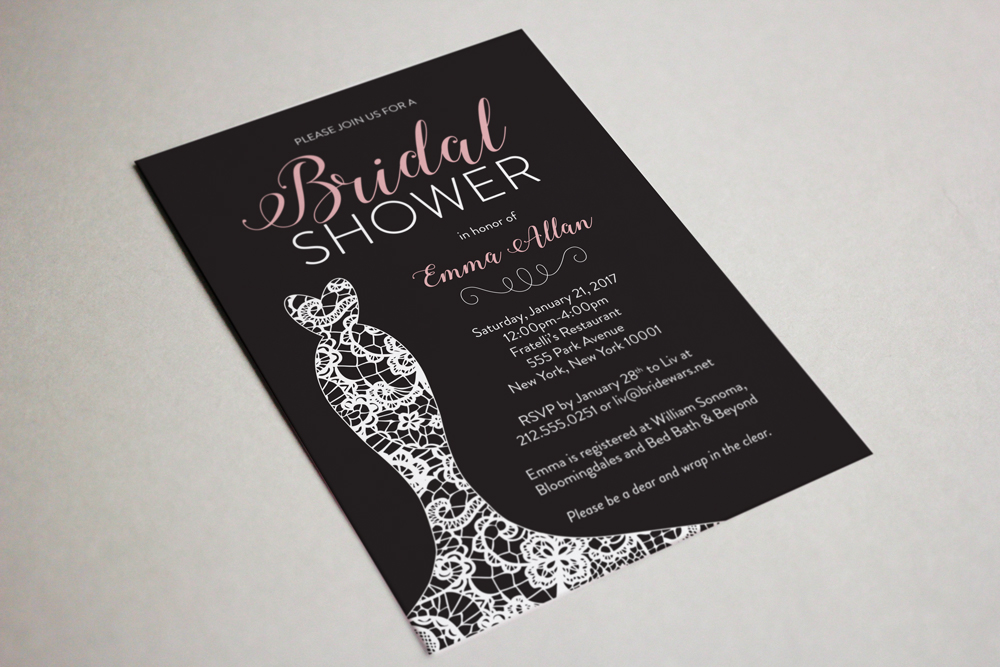 PLEASE JOIN US FOR A
Bridal
SHOWER
in honor of
Emma Allan
Saturday, January 21, 2017
12:00pm-4:00pm
Fratelli's Restaurant
555 Park Avenue
New York, New York 10001
RSVP by January 28th to Liv at
212.555.0251 or liv@bridewars.net
Emma is registered at William Sonoma,
Bloomingdales and Bed Bath & Beyond
Please be a dear and wrap in the clear.